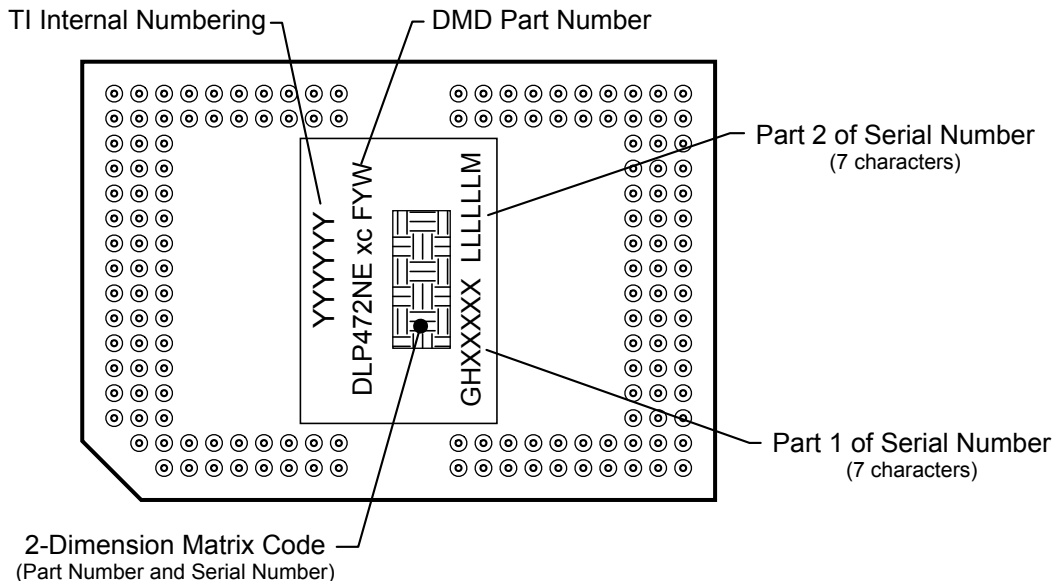 TI Internal Numbering
DMD Part Number
Part 2 of Serial Number
(7 characters)
YYYYYYY
DLP472NE xc FYW
GHXXXXX LLLLLLM
Part 1 of Serial Number
(7 characters)
2-Dimension Matrix Code
(Part Number and Serial Number)